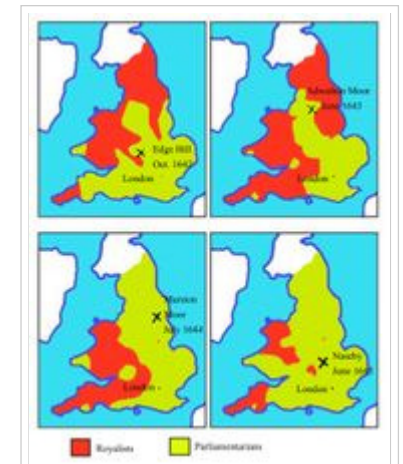 Edge Hill
Oct. 1642
London
Adwalton Moor
June 1643
London
Marston
Moor
July 1644
London
Naseby
June 1645
London
Royalists
Parliamentarians